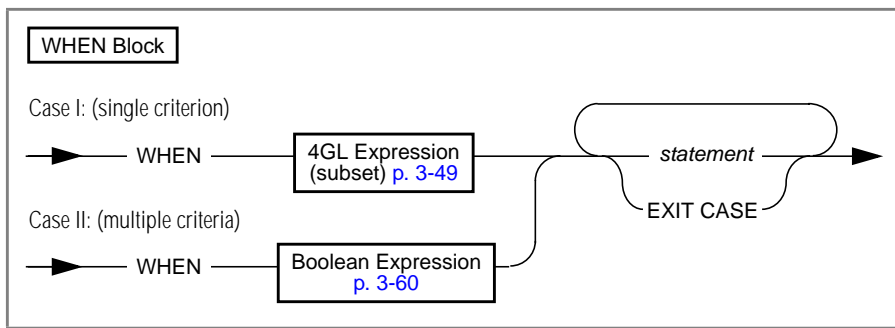 WHEN Block
Case I: (single criterion)
WHEN
4GL Expression
(subset) p. 3-49
statement
EXIT CASE
Case II: (multiple criteria)
WHEN
Boolean Expression
p. 3-60